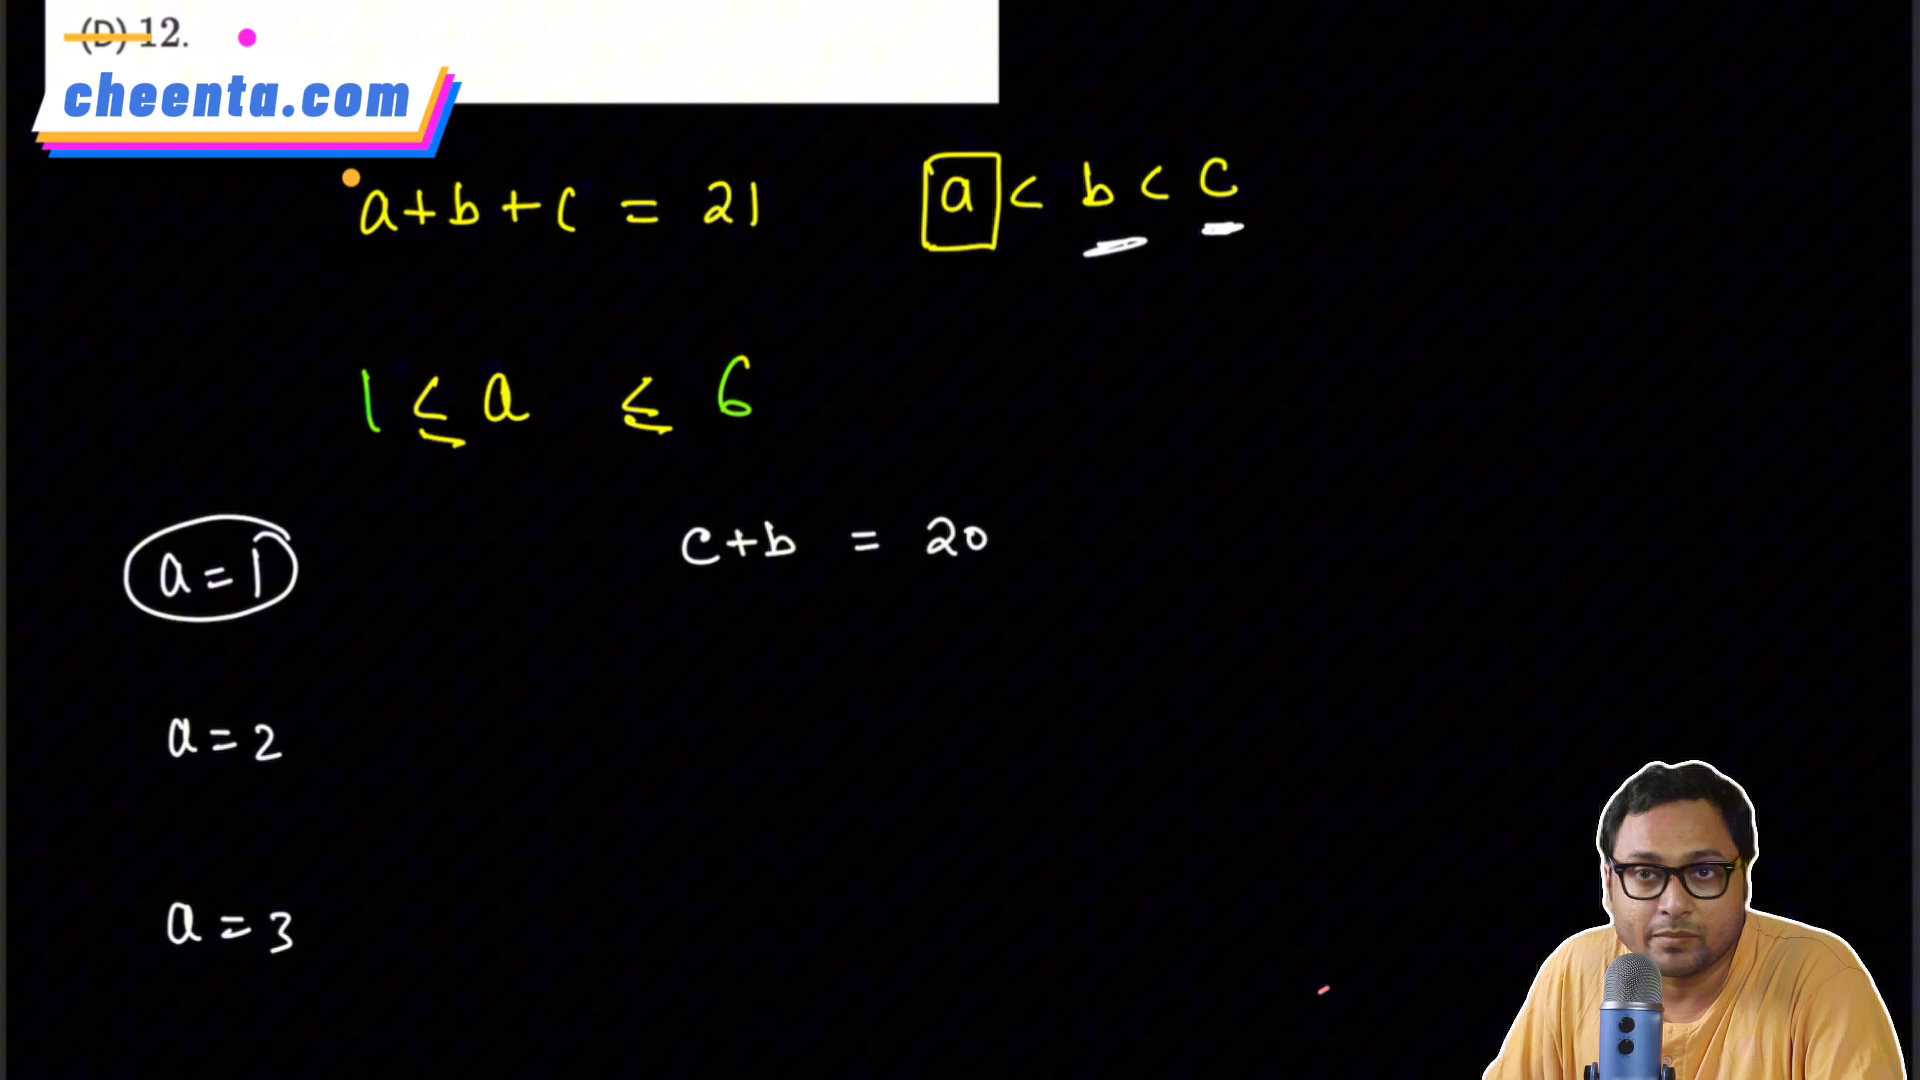 (D) 12.
cheenta.com
a+b+c = 21 a < b < c
1 ≤ a ≤ 6
a = 1 c+b = 20
a = 2
a = 3